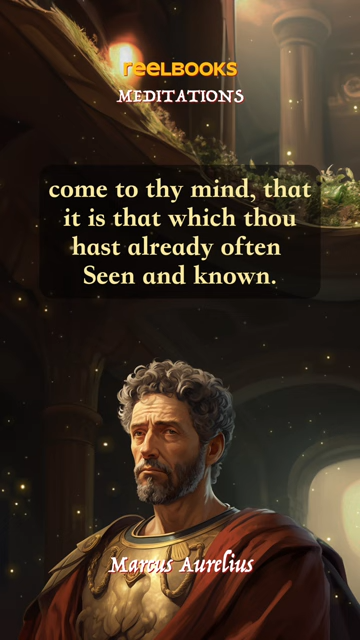 reelBOOKS
MEDITATIONS
come to thy mind, that
it is that which thou
hast already often
Seen and known.
Marcus Aurelius